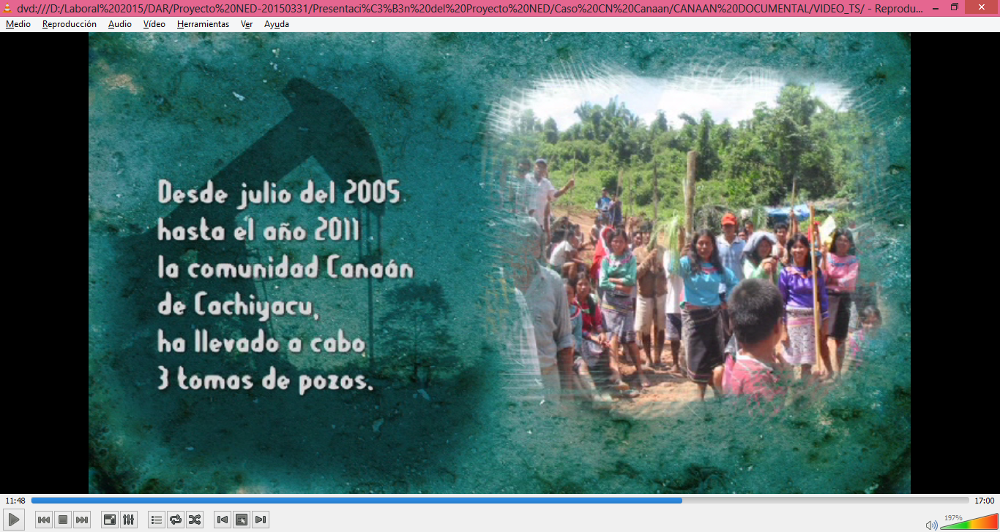 dvd:///D:/Laboral%202015/DAR/Proyecto%20NED-20150331/Presentaci%C3%B3n%20del%20Proyecto%20NED/Caso%20CN%20Canaan/CANAAN%20DOCUMENTAL/VIDEO_TS/ - Reprodu...
Medio Reproducción Audio Vídeo Herramientas Ver Ayuda
Desde julio del 2005
hasta el año 2011
la comunidad Canaán
de Cachiyacu,
ha llevado a cabo
3 tomas de pozos.
11:48 17:00
197%